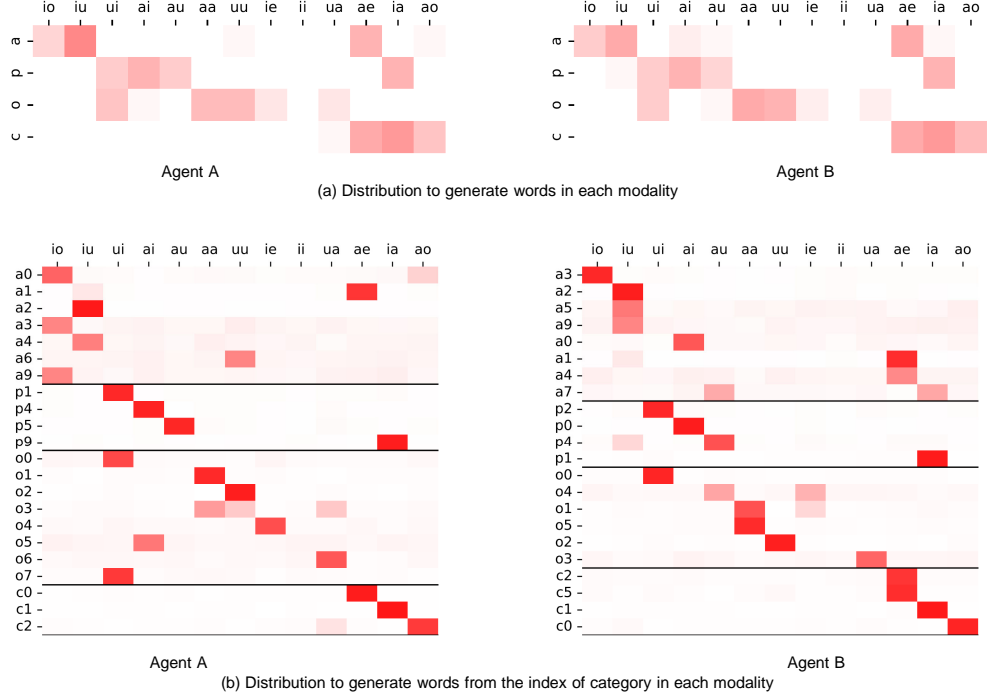 io iu ui ai au aa uu ie ii ua ae ia ao
a
p
o
c
Agent A
io iu ui ai au aa uu ie ii ua ae ia ao
a
p
o
c
Agent B
(a) Distribution to generate words in each modality
io iu ui ai au aa uu ie ii ua ae ia ao
a0
a1
a2
a3
a4
a6
a9
p1
p4
p5
p9
o0
o1
o2
o3
o4
o5
o6
o7
c0
c1
c2
Agent A
io iu ui ai au aa uu ie ii ua ae ia ao
a3
a2
a5
a9
a0
a1
a4
a7
p2
p0
p4
p1
o0
o4
o1
o5
o2
o3
c2
c5
c1
c0
Agent B
(b) Distribution to generate words from the index of category in each modality